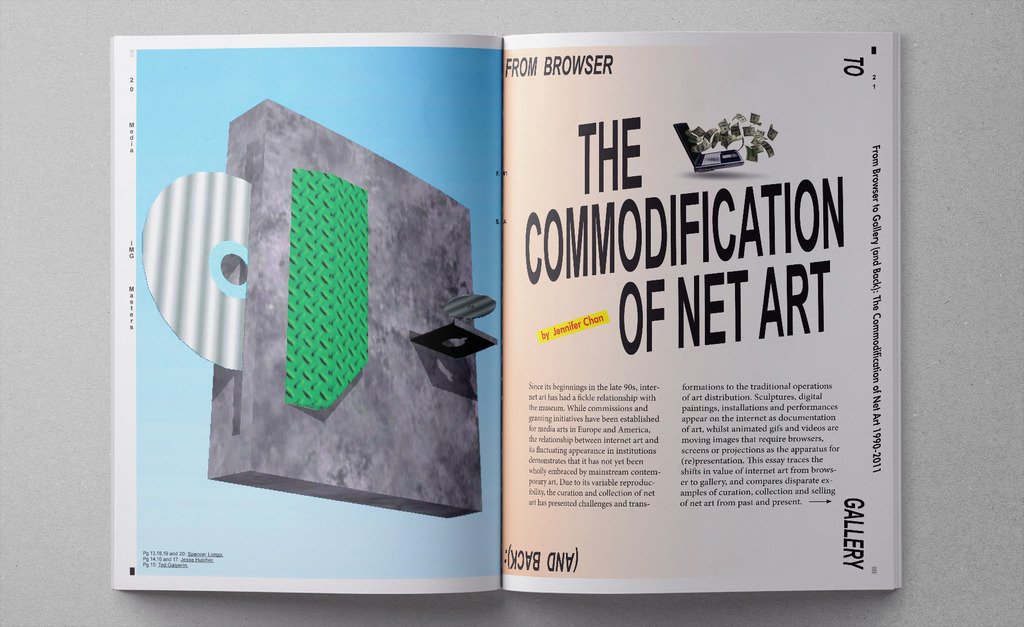 20
Media
IMG
Masters
Pg 13,18,19 and 20: Spencer Longo.
Pg 14,16 and 17: Jessa Hulcher.
Pg 15: Ted Galperin.
FROM BROWSER
TO
21
THE
COMMODIFICATION
OF NET ART
by Jennifer Chan
Since its beginnings in the late 90s, inter-
net art has had a fickle relationship with
the museum. While commissions and
granting initiatives have been established
for media arts in Europe and America,
the relationship between internet art and
its fluctuating appearance in institutions
demonstrates that it has not yet been
wholly embraced by mainstream contem-
porary art. Due to its variable reproduc-
ibility, the curation and collection of net
art has presented challenges and trans-
formations to the traditional operations
of art distribution. Sculptures, digital
paintings, installations and performances
appear on the internet as documentation
of art, whilst animated gifs and videos are
moving images that require browsers,
screens or projections as the apparatus for
(re)presentation. This essay traces the
shifts in value of internet art from brows-
er to gallery, and compares disparate ex-
amples of curation, collection and selling
of net art from past and present. ⟶
From Browser to Gallery (and Back): The Commodification of Net Art 1990-2011
GALLERY
(AND BACK):